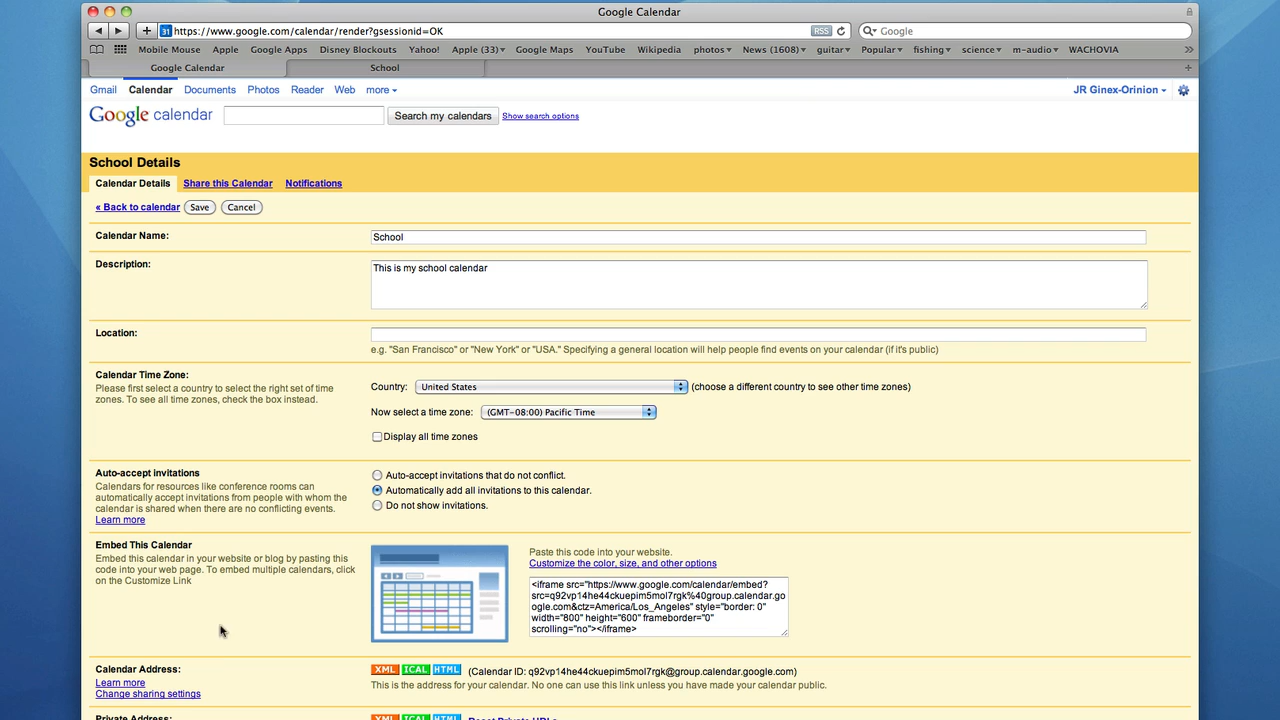 Google Calendar
31 https://www.google.com/calendar/render?gsessionid=OK RSS Google
Mobile Mouse Apple Google Apps Disney Blockouts Yahoo! Apple (33) Google Maps YouTube Wikipedia photos News (1608) guitar Popular fishing science m-audio WACHOVIA
Google Calendar School
Gmail Calendar Documents Photos Reader Web more JR Ginex-Orinion
Google calendar Search my calendars Show search options
School Details
Calendar Details Share this Calendar Notifications
« Back to calendar Save Cancel
Calendar Name: School
Description: This is my school calendar
Location:
e.g. "San Francisco" or "New York" or "USA." Specifying a general location will help people find events on your calendar (if it's public)
Calendar Time Zone:
Please first select a country to select the right set of time
zones. To see all time zones, check the box instead.
Country: United States (choose a different country to see other time zones)
Now select a time zone: (GMT-08:00) Pacific Time
Display all time zones
Auto-accept invitations
Calendars for resources like conference rooms can
automatically accept invitations from people with whom the
calendar is shared when there are no conflicting events.
Learn more
Auto-accept invitations that do not conflict.
Automatically add all invitations to this calendar.
Do not show invitations.
Embed This Calendar
Embed this calendar in your website or blog by pasting this
code into your web page. To embed multiple calendars, click
on the Customize Link
Paste this code into your website.
Customize the color, size, and other options
<iframe src="https://www.google.com/calendar/embed?
src=q92vp14he44ckuepim5mol7rgk%40group.calendar.go
ogle.com&ctz=America/Los_Angeles" style="border: 0"
width="800" height="600" frameborder="0"
scrolling="no"></iframe>
Calendar Address:
Learn more
Change sharing settings
XML ICAL HTML (Calendar ID: q92vp14he44ckuepim5mol7rgk@group.calendar.google.com)
This is the address for your calendar. No one can use this link unless you have made your calendar public.
Private Address: XML ICAL HTML Reset Private URLs